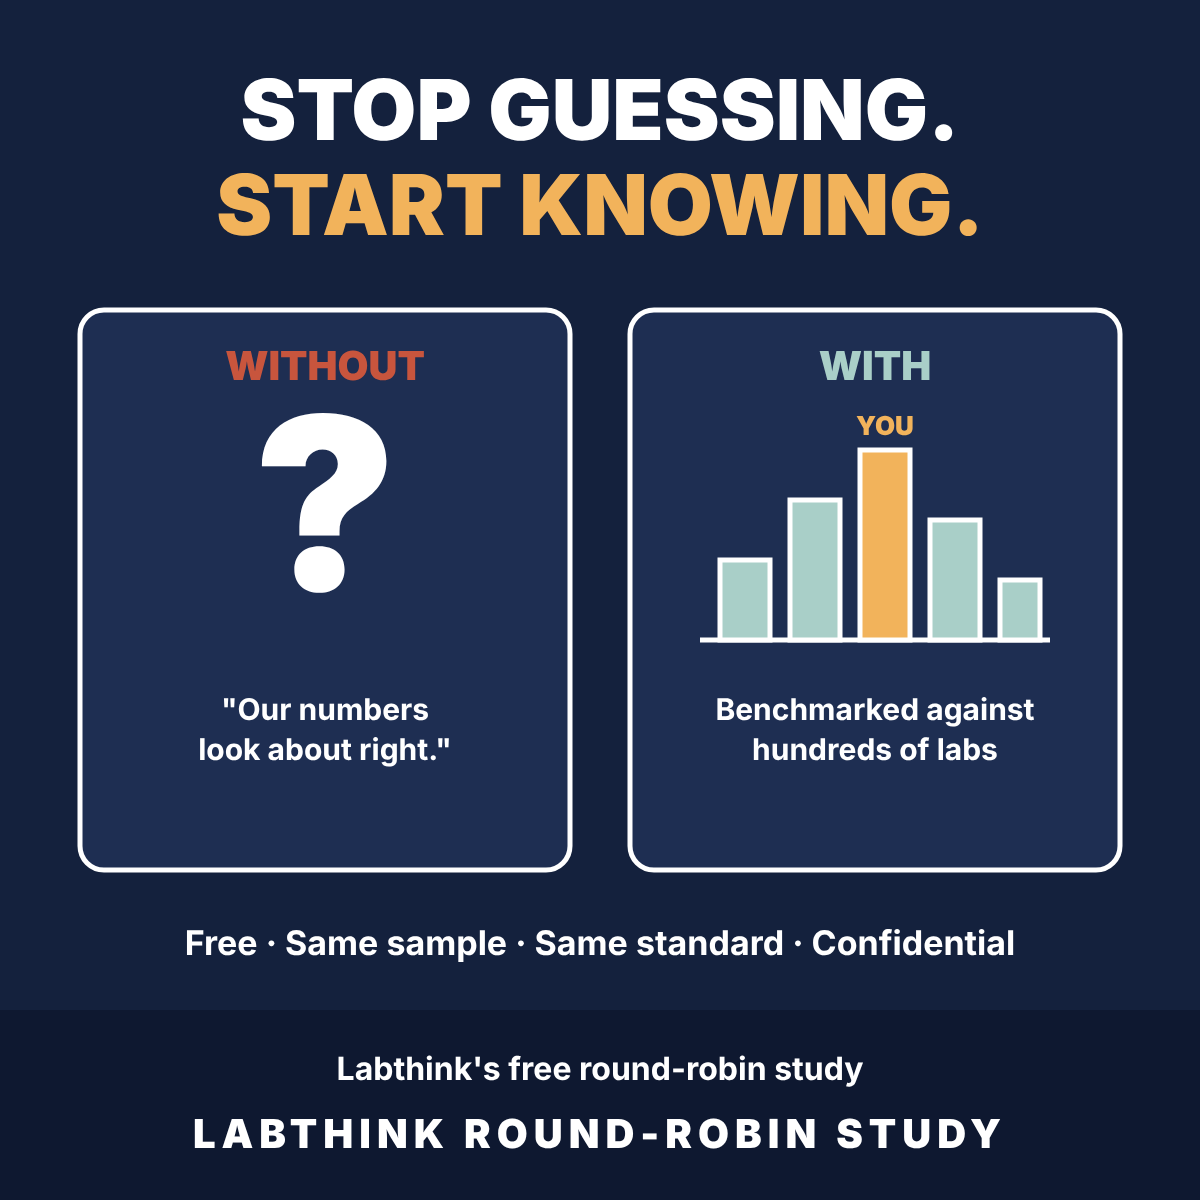 STOP GUESSING.
START KNOWING.
WITHOUT
?
"Our numbers
look about right."
WITH
YOU
Benchmarked against
hundreds of labs
Free · Same sample · Same standard · Confidential
Labthink's free round-robin study
LABTHINK ROUND-ROBIN STUDY